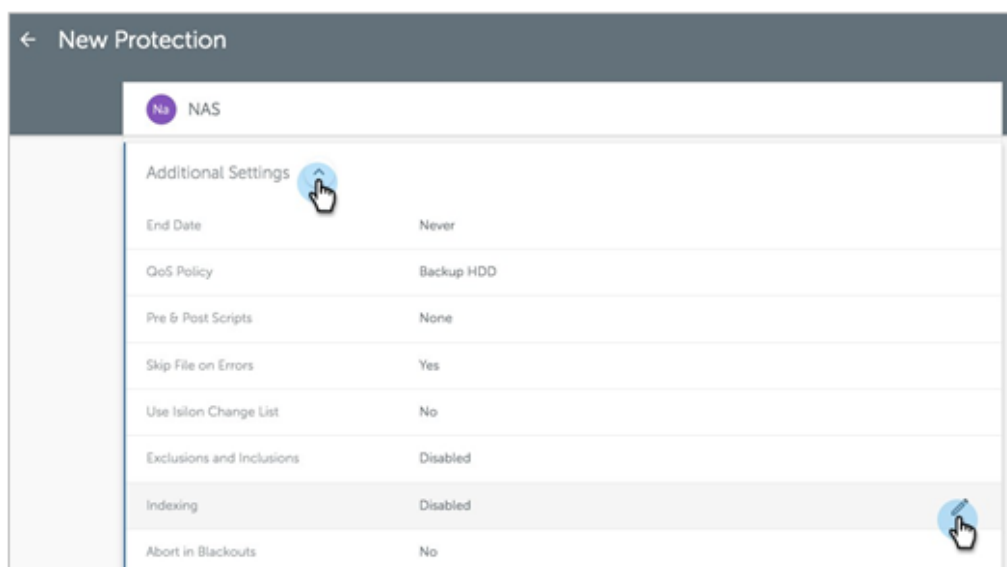 New Protection
Na NAS
Additional Settings
End Date Never
QoS Policy Backup HDD
Pre & Post Scripts None
Skip File on Errors Yes
Use Isilon Change List No
Exclusions and Inclusions Disabled
Indexing Disabled
Abort in Blackouts No